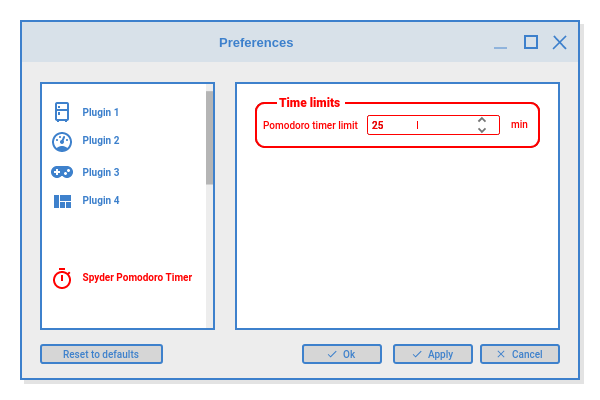 Preferences
Plugin 1
Plugin 2
Plugin 3
Plugin 4
Spyder Pomodoro Timer
Time limits
Pomodoro timer limit 25 min
Reset to defaults
Ok
Apply
Cancel